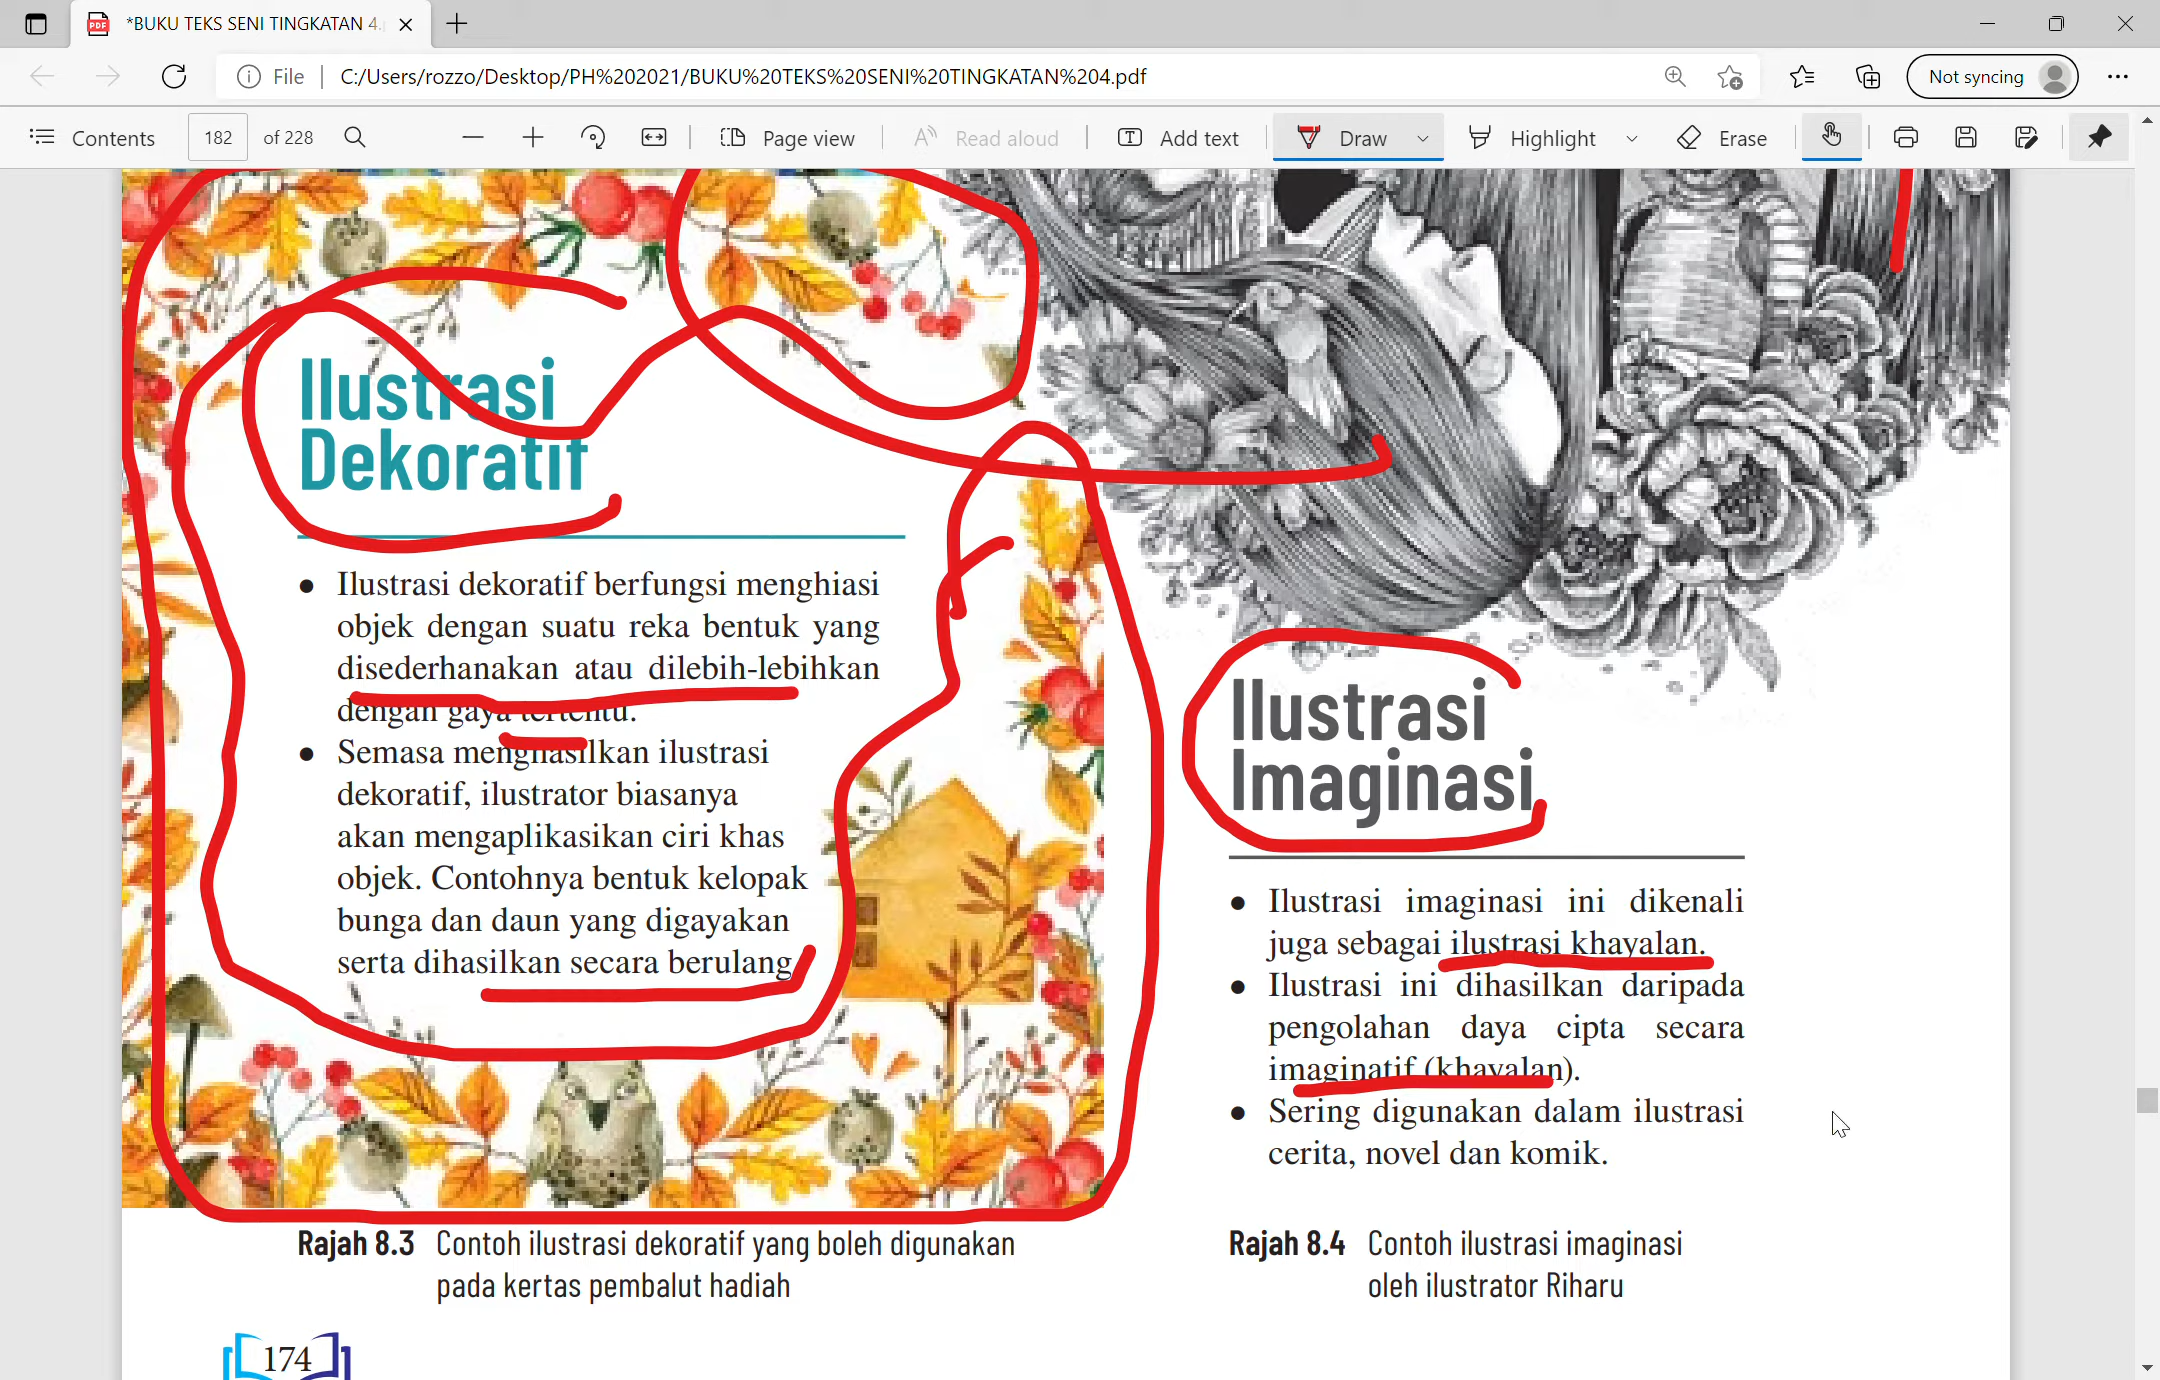 *BUKU TEKS SENI TINGKATAN 4.
File
C:/Users/rozzo/Desktop/PH%202021/BUKU%20TEKS%20SENI%20TINGKATAN%204.pdf
Not syncing
Contents
182 of 228
Page view
Read aloud
Add text
Draw
Highlight
Erase
Ilustrasi
Dekoratif
• Ilustrasi dekoratif berfungsi menghiasi
objek dengan suatu reka bentuk yang
disederhanakan atau dilebih-lebihkan
dengan gaya tertentu.
• Semasa menghasilkan ilustrasi
dekoratif, ilustrator biasanya
akan mengaplikasikan ciri khas
objek. Contohnya bentuk kelopak
bunga dan daun yang digayakan
serta dihasilkan secara berulang
Rajah 8.3 Contoh ilustrasi dekoratif yang boleh digunakan
pada kertas pembalut hadiah
Ilustrasi
Imaginasi
• Ilustrasi imaginasi ini dikenali
juga sebagai ilustrasi khayalan.
• Ilustrasi ini dihasilkan daripada
pengolahan daya cipta secara
imaginatif (khayalan).
• Sering digunakan dalam ilustrasi
cerita, novel dan komik.
Rajah 8.4 Contoh ilustrasi imaginasi
oleh ilustrator Riharu
174